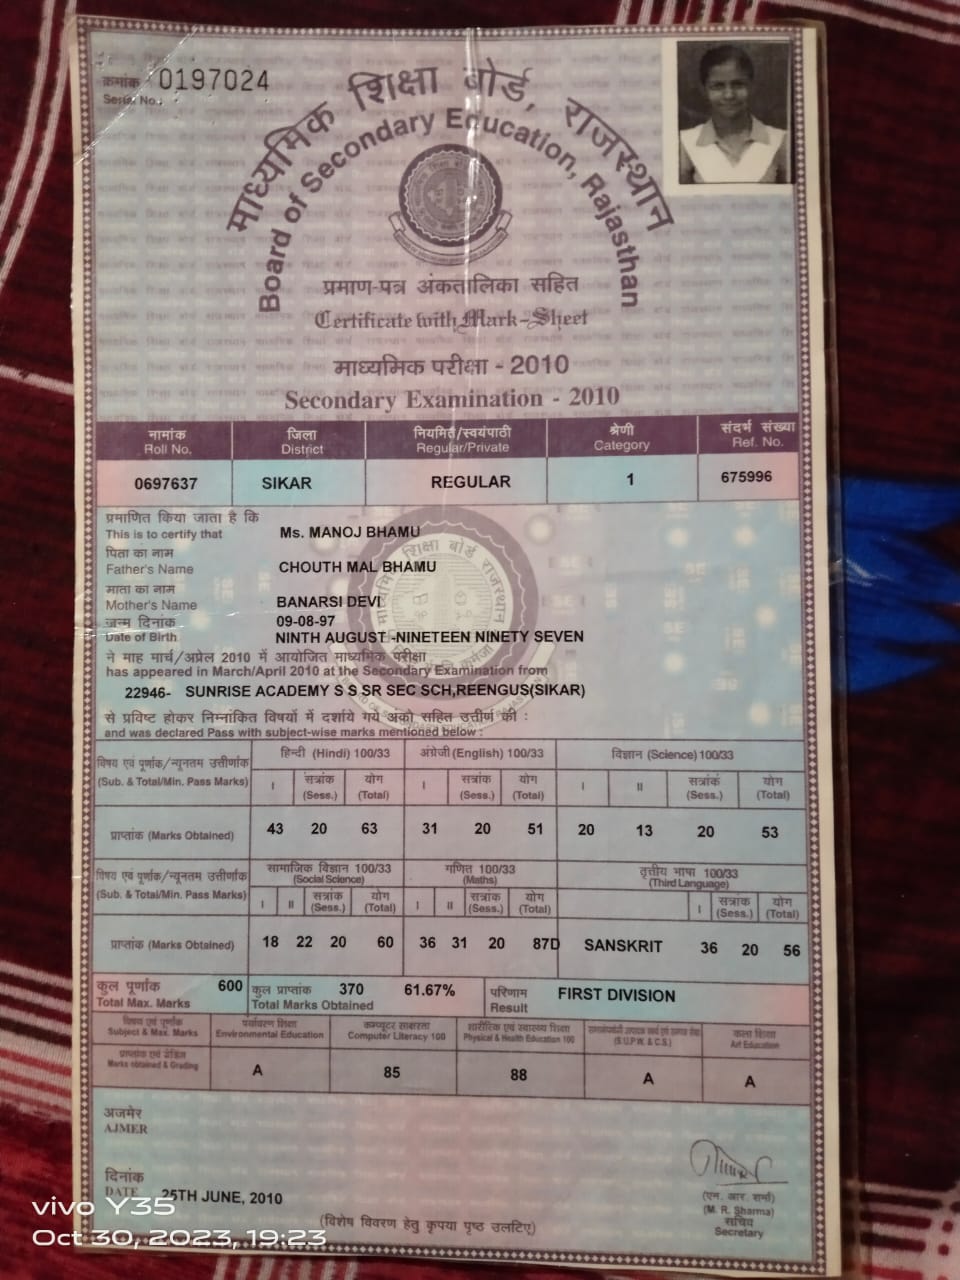 क्रमांक 0197024
Serial No.
माध्यमिक शिक्षा बोर्ड, राजस्थान
Board of Secondary Education, Rajasthan
प्रमाण-पत्र अंकतालिका सहित
Certificate with Mark-Sheet
माध्यमिक परीक्षा - 2010
Secondary Examination - 2010
नामांक जिला नियमित/स्वयंपाठी श्रेणी संदर्भ संख्या
Roll No. District Regular/Private Category Ref. No.
0697637 SIKAR REGULAR 1 675996
प्रमाणित किया जाता है कि
This is to certify that Ms. MANOJ BHAMU
पिता का नाम
Father's Name CHOUTH MAL BHAMU
माता का नाम
Mother's Name BANARSI DEVI
जन्म दिनांक 09-08-97
Date of Birth NINTH AUGUST -NINETEEN NINETY SEVEN
ने माह मार्च/अप्रेल 2010 में आयोजित माध्यमिक परीक्षा
has appeared in March/April 2010 at the Secondary Examination from
22946- SUNRISE ACADEMY S S SR SEC SCH,REENGUS(SIKAR)
से प्रविष्ट होकर निम्नांकित विषयों में दर्शाये गये अंको सहित उत्तीर्ण की :
and was declared Pass with subject-wise marks mentioned below :
विषय एवं पूर्णांक/न्यूनतम उत्तीर्णांक हिन्दी (Hindi) 100/33 अंग्रेजी (English) 100/33 विज्ञान (Science) 100/33
(Sub. & Total/Min. Pass Marks) I सत्रांक योग I सत्रांक योग I II सत्रांक योग
(Sess.) (Total) (Sess.) (Total) (Sess.) (Total)
प्राप्तांक (Marks Obtained) 43 20 63 31 20 51 20 13 20 53
विषय एवं पूर्णांक/न्यूनतम उत्तीर्णांक सामाजिक विज्ञान 100/33 गणित 100/33 तृतीय भाषा 100/33
(Social Science) (Maths) (Third Language)
(Sub. & Total/Min. Pass Marks) I II सत्रांक योग I II सत्रांक योग I सत्रांक योग
(Sess.) (Total) (Sess.) (Total) (Sess.) (Total)
प्राप्तांक (Marks Obtained) 18 22 20 60 36 31 20 87D SANSKRIT 36 20 56
कुल पूर्णांक 600 कुल प्राप्तांक 370 61.67% परिणाम FIRST DIVISION
Total Max. Marks Total Marks Obtained Result
विषय एवं पूर्णांक पर्यावरण शिक्षा कम्प्यूटर साक्षरता शारीरिक एवं स्वास्थ्य शिक्षा कला शिक्षा
Subject & Max. Marks Environmental Education Computer Literacy 100 Physical & Health Education 100 (S.U.P.W. & C.S.) Art Education
प्राप्तांक एवं ग्रेडिंग
Marks obtained & Grading A 85 88 A A
अजमेर
AJMER
दिनांक
DATE 25TH JUNE, 2010
(एम. आर. शर्मा)
(M. R. Sharma)
सचिव
Secretary
(विशेष विवरण हेतु कृपया पृष्ठ उलटिए)
vivo Y35
Oct 30, 2023, 19:23